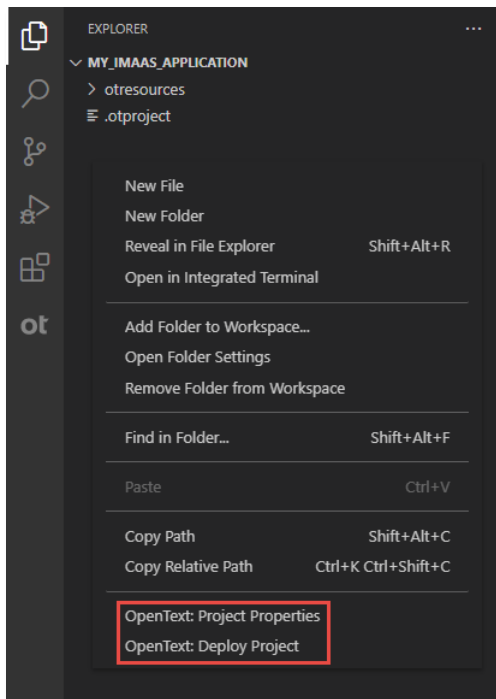 EXPLORER ...
MY_IMAAS_APPLICATION
otresources
.otproject
New File
New Folder
Reveal in File Explorer Shift+Alt+R
Open in Integrated Terminal
ot
Add Folder to Workspace...
Open Folder Settings
Remove Folder from Workspace
Find in Folder... Shift+Alt+F
Paste Ctrl+V
Copy Path Shift+Alt+C
Copy Relative Path Ctrl+K Ctrl+Shift+C
OpenText: Project Properties
OpenText: Deploy Project